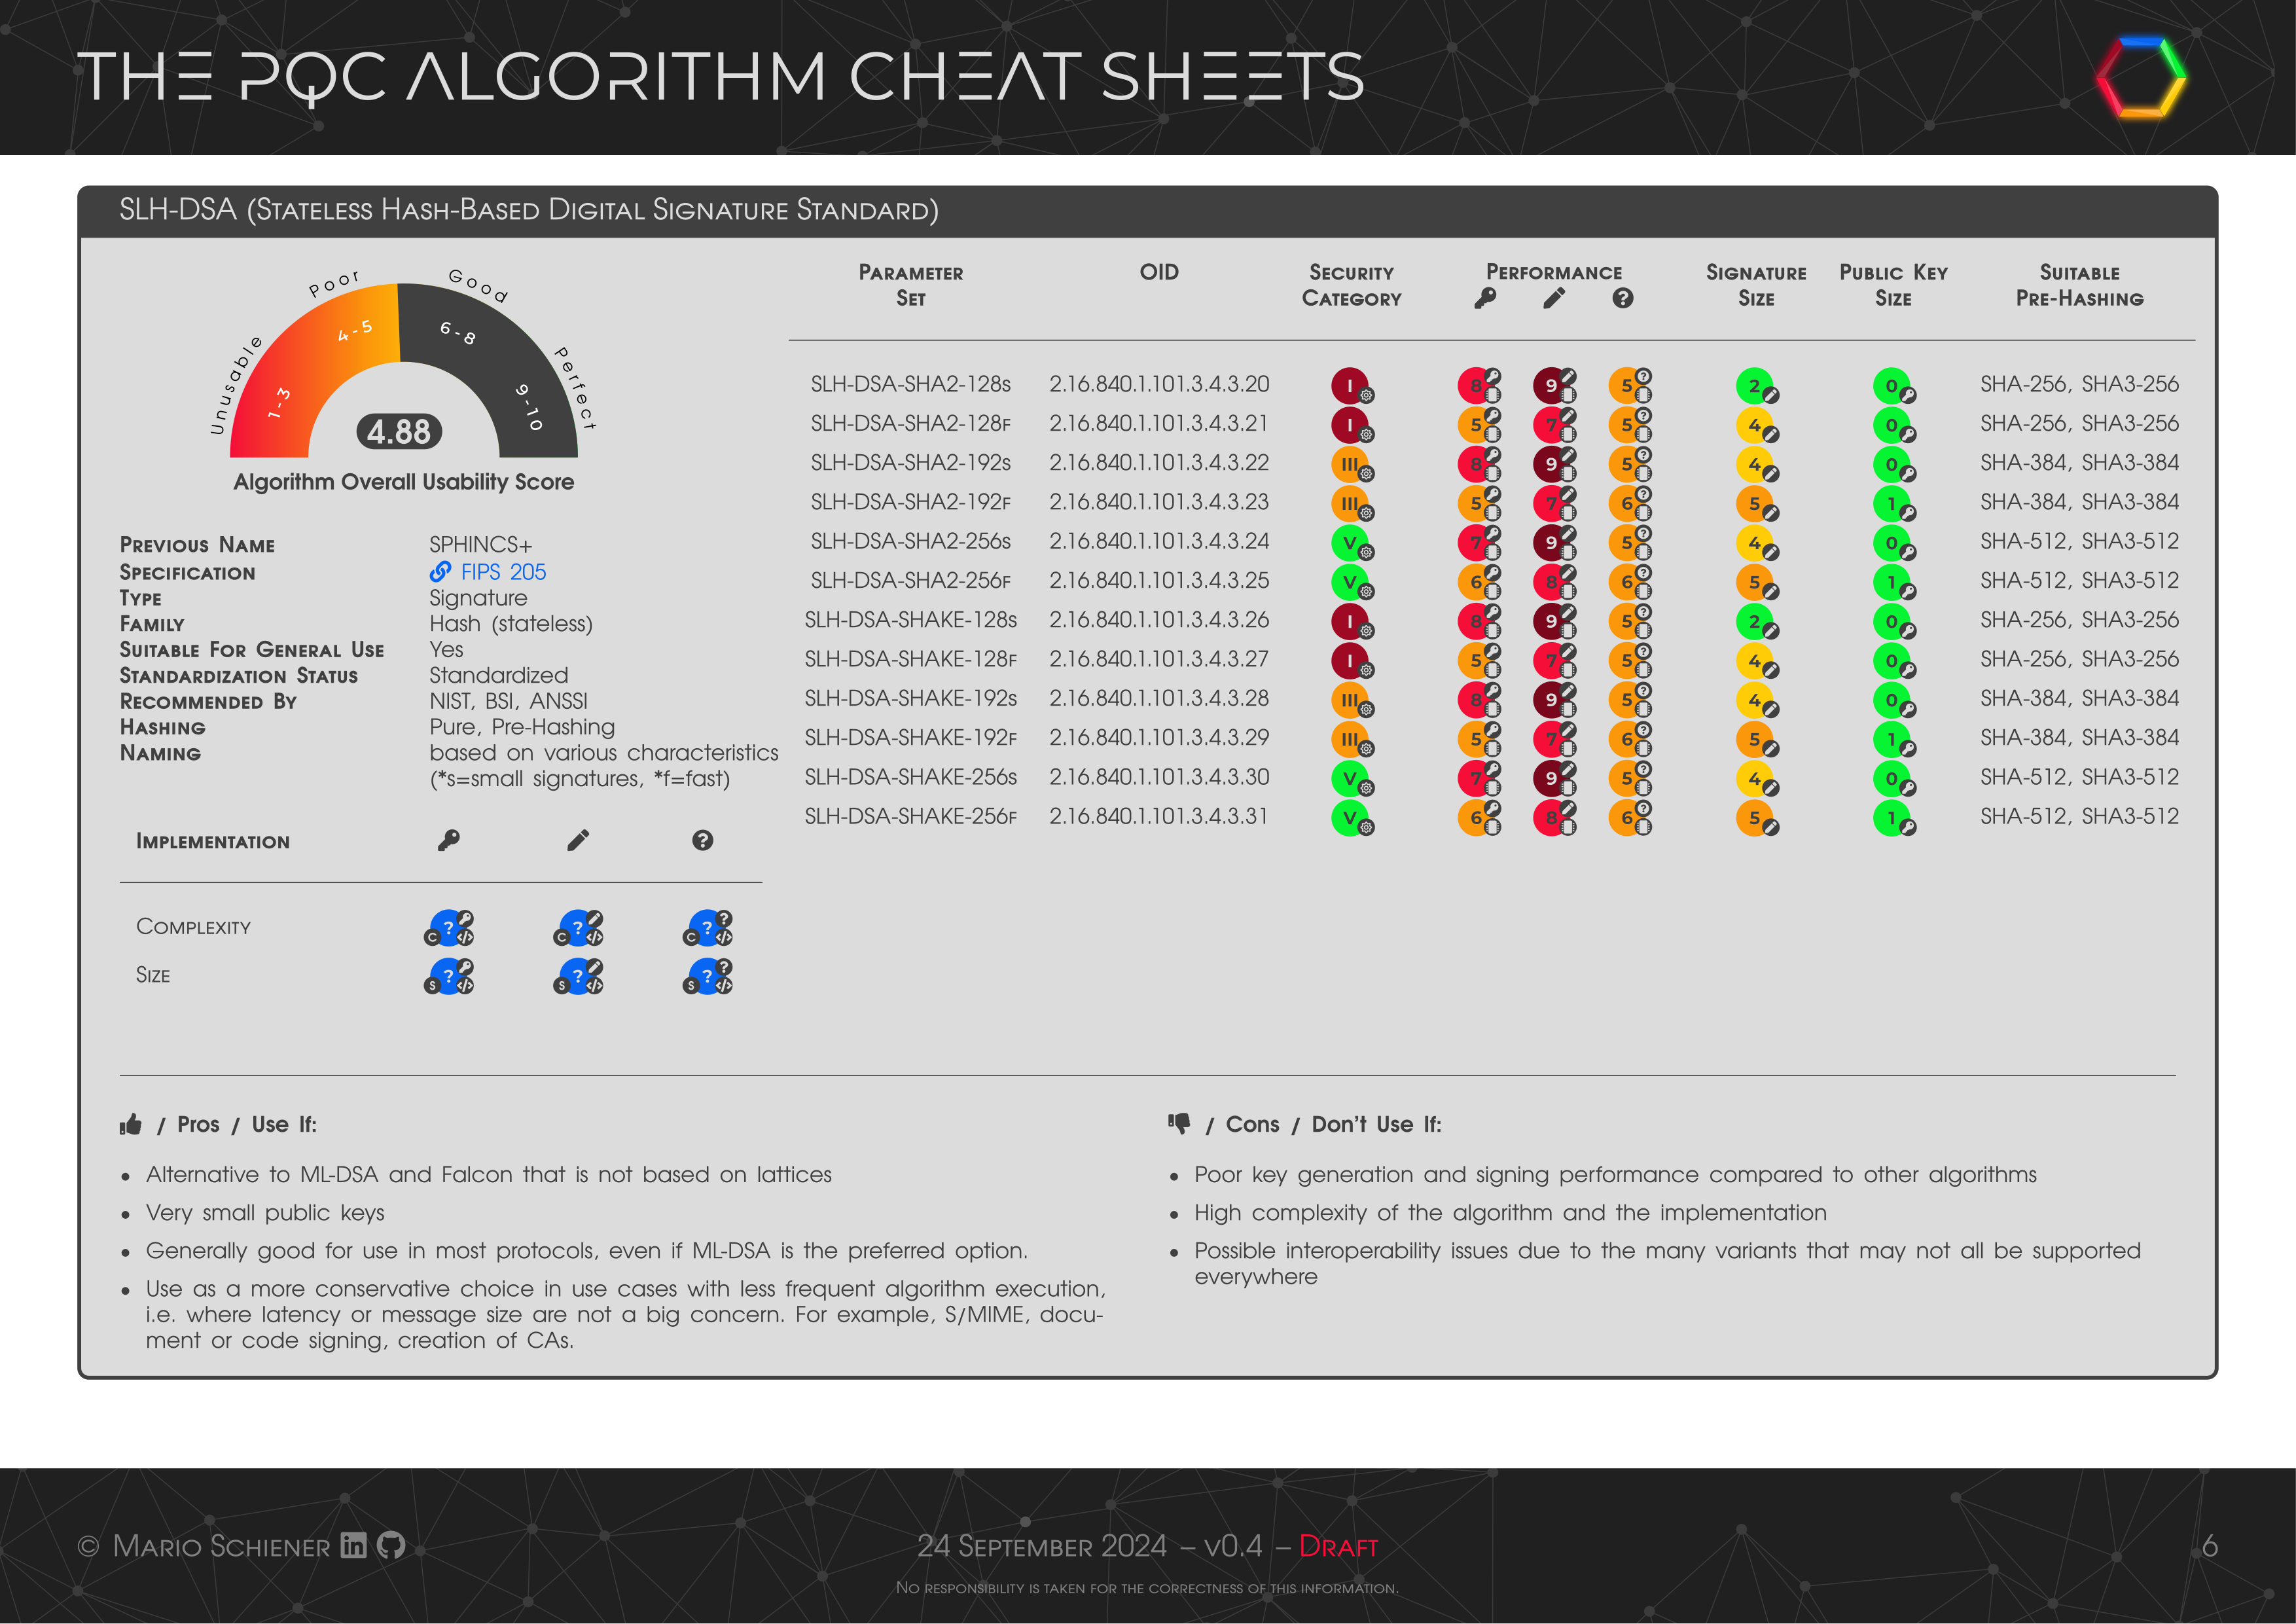 THE PQC ALGORITHM CHEAT SHEETS
SLH-DSA (Stateless Hash-Based Digital Signature Standard)
Unusable Poor Good Perfect
1-3 4-5 6-8 9-10
4.88
Algorithm Overall Usability Score
Previous Name SPHINCS+
Specification FIPS 205
Type Signature
Family Hash (stateless)
Suitable For General Use Yes
Standardization Status Standardized
Recommended By NIST, BSI, ANSSI
Hashing Pure, Pre-Hashing
Naming based on various characteristics
(*s=small signatures, *f=fast)
Implementation ?
Complexity ? ? C </> ? C </> ? ? C </>
Size ? S </> ? S </> ? ? S </>
Parameter Set OID Security Category Performance ? Signature Size Public Key Size Suitable Pre-Hashing
SLH-DSA-SHA2-128s 2.16.840.1.101.3.4.3.20 I 8 9 5 ? 2 0 SHA-256, SHA3-256
SLH-DSA-SHA2-128f 2.16.840.1.101.3.4.3.21 I 5 7 5 ? 4 0 SHA-256, SHA3-256
SLH-DSA-SHA2-192s 2.16.840.1.101.3.4.3.22 III 8 9 5 ? 4 0 SHA-384, SHA3-384
SLH-DSA-SHA2-192f 2.16.840.1.101.3.4.3.23 III 5 7 6 ? 5 1 SHA-384, SHA3-384
SLH-DSA-SHA2-256s 2.16.840.1.101.3.4.3.24 V 7 9 5 ? 4 0 SHA-512, SHA3-512
SLH-DSA-SHA2-256f 2.16.840.1.101.3.4.3.25 V 6 8 6 ? 5 1 SHA-512, SHA3-512
SLH-DSA-SHAKE-128s 2.16.840.1.101.3.4.3.26 I 8 9 5 ? 2 0 SHA-256, SHA3-256
SLH-DSA-SHAKE-128f 2.16.840.1.101.3.4.3.27 I 5 7 5 ? 4 0 SHA-256, SHA3-256
SLH-DSA-SHAKE-192s 2.16.840.1.101.3.4.3.28 III 8 9 5 ? 4 0 SHA-384, SHA3-384
SLH-DSA-SHAKE-192f 2.16.840.1.101.3.4.3.29 III 5 7 6 ? 5 1 SHA-384, SHA3-384
SLH-DSA-SHAKE-256s 2.16.840.1.101.3.4.3.30 V 7 9 5 ? 4 0 SHA-512, SHA3-512
SLH-DSA-SHAKE-256f 2.16.840.1.101.3.4.3.31 V 6 8 6 ? 5 1 SHA-512, SHA3-512
/ Pros / Use If:
• Alternative to ML-DSA and Falcon that is not based on lattices
• Very small public keys
• Generally good for use in most protocols, even if ML-DSA is the preferred option.
• Use as a more conservative choice in use cases with less frequent algorithm execution,
i.e. where latency or message size are not a big concern. For example, S/MIME, docu-
ment or code signing, creation of CAs.
/ Cons / Don't Use If:
• Poor key generation and signing performance compared to other algorithms
• High complexity of the algorithm and the implementation
• Possible interoperability issues due to the many variants that may not all be supported
everywhere
© Mario Schiener in
24 September 2024 – v0.4 – Draft
No responsibility is taken for the correctness of this information.
6